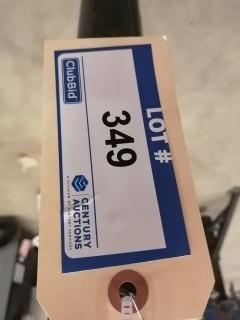 LOT #
349
ClubBid
CENTURY
AUCTIONS